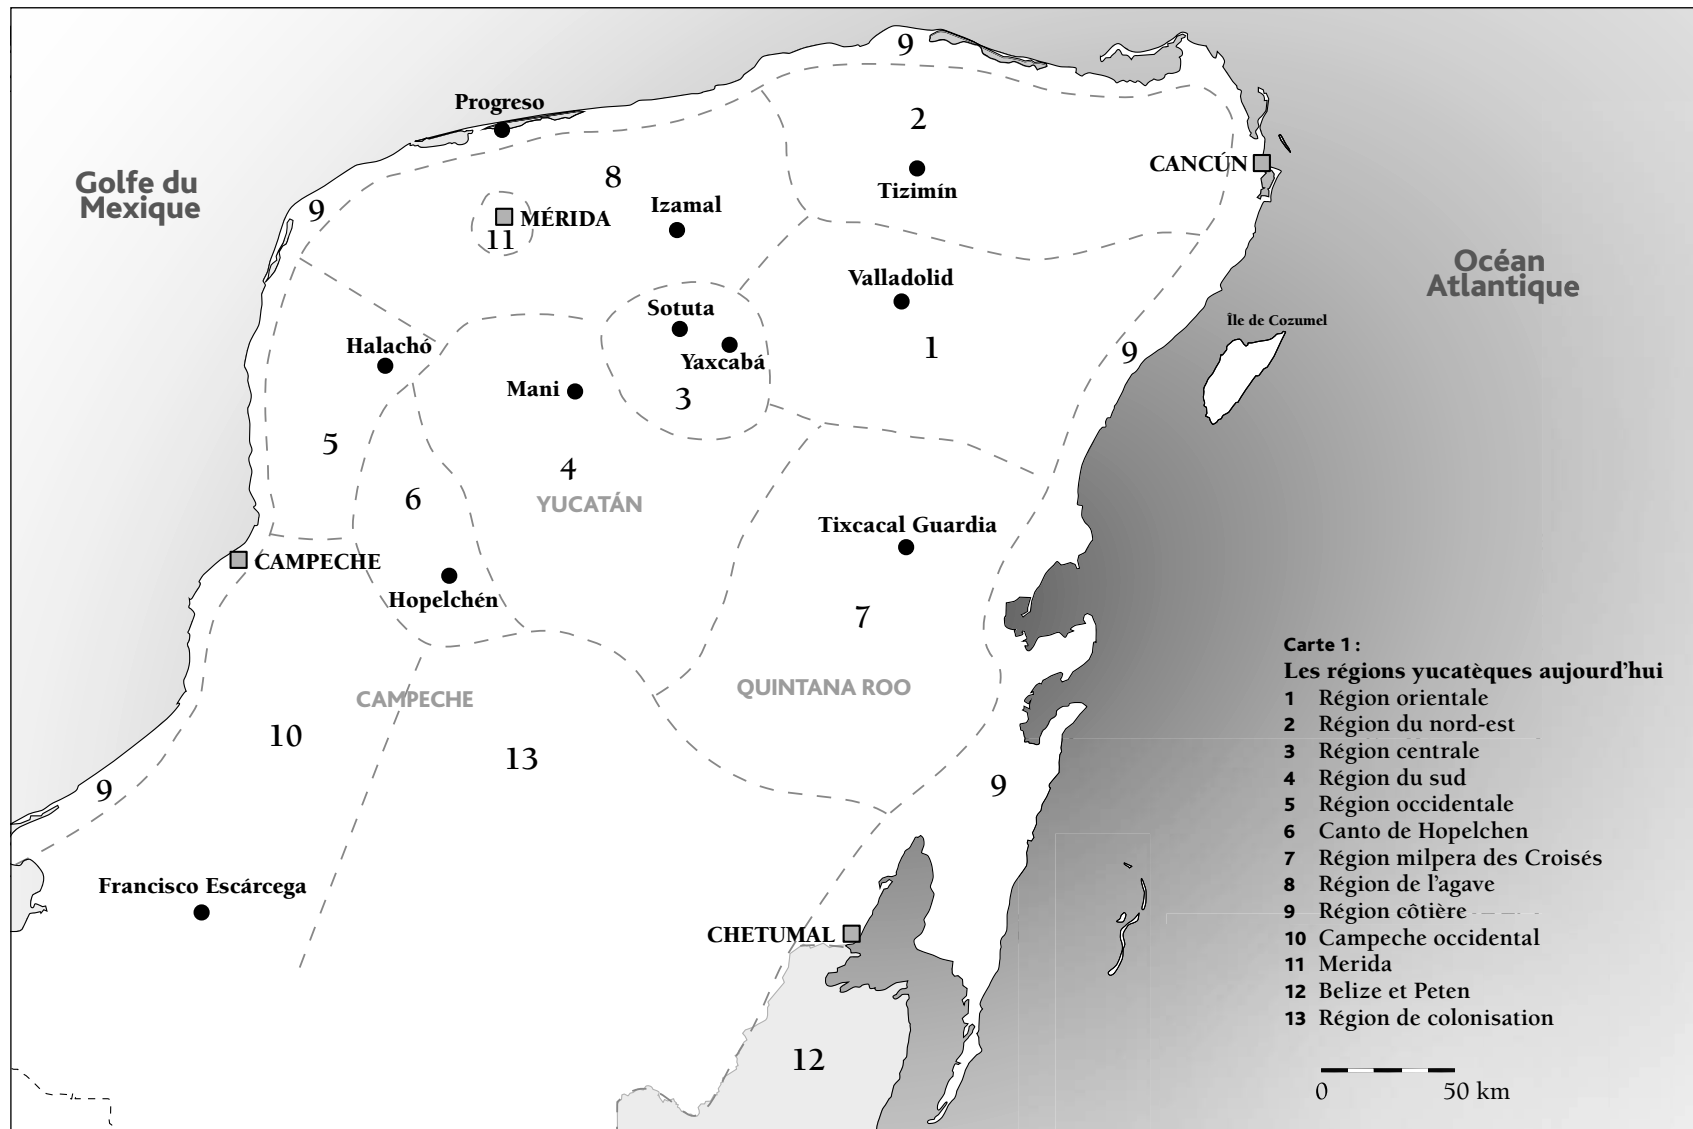 9
Progreso
2
Golfe du
Mexique
8
CANCÚN
Tizimín
9
Izamal
MÉRIDA
11
Océan
Atlantique
Valladolid
Sotuta
Île de Cozumel
Halachó
1
9
Yaxcabá
Mani
3
5
4
6
YUCATÁN
Tixcacal Guardia
CAMPECHE
Hopelchén
7
QUINTANA ROO
CAMPECHE
10
13
9
9
Francisco Escárcega
CHETUMAL
12
Carte 1 :
Les régions yucatèques aujourd'hui
1 Région orientale
2 Région du nord-est
3 Région centrale
4 Région du sud
5 Région occidentale
6 Canto de Hopelchen
7 Région milpera des Croisés
8 Région de l'agave
9 Région côtière
10 Campeche occidental
11 Merida
12 Belize et Peten
13 Région de colonisation
0 50 km